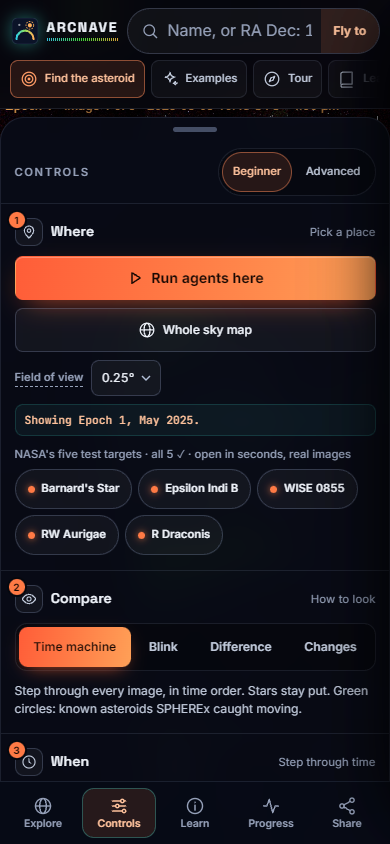 ARCNAVE
Name, or RA Dec: 1
Fly to
Find the asteroid
Examples
Tour
CONTROLS
Beginner
Advanced
1
Where
Pick a place
Run agents here
Whole sky map
Field of view
0.25°
Showing Epoch 1, May 2025.
NASA's five test targets · all 5 ✓ · open in seconds, real images
Barnard's Star
Epsilon Indi B
WISE 0855
RW Aurigae
R Draconis
2
Compare
How to look
Time machine
Blink
Difference
Changes
Step through every image, in time order. Stars stay put. Green
circles: known asteroids SPHEREx caught moving.
3
When
Step through time
Explore
Controls
Learn
Progress
Share